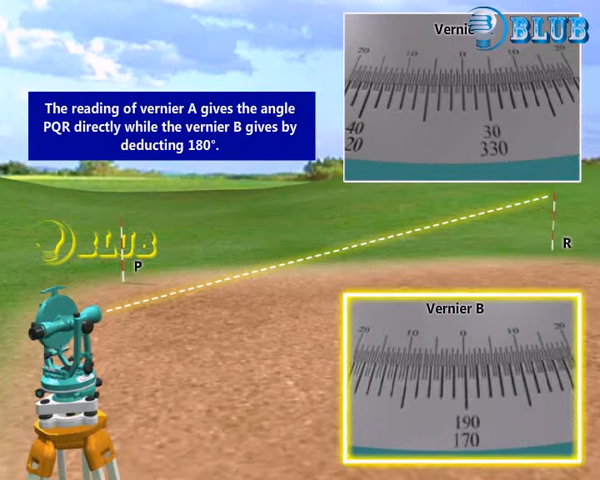 Vernie
BLUB
20 10 0 10 20
40 30
20 330
The reading of vernier A gives the angle
PQR directly while the vernier B gives by
deducting 180°.
BLUB
P
R
Vernier B
20 10 0 10 20
190
170